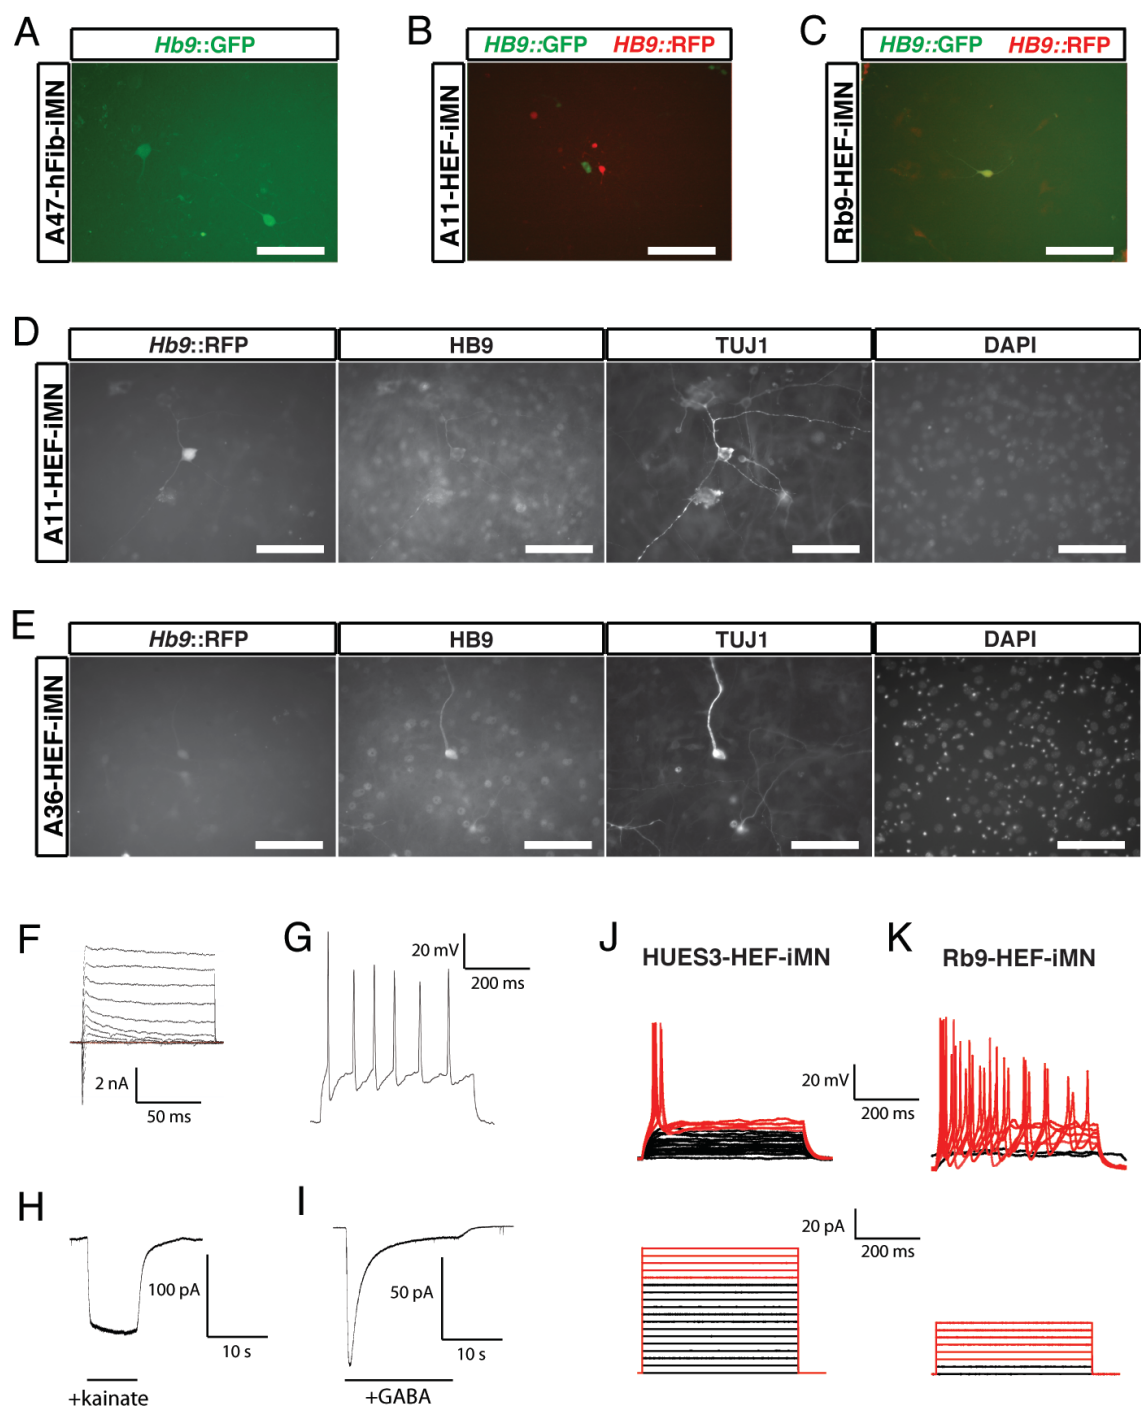 A
Hb9::GFP
A47-hFib-iMN
B
HB9::GFP HB9::RFP
A11-HEF-iMN
C
HB9::GFP HB9::RFP
Rb9-HEF-iMN
D
Hb9::RFP HB9 TUJ1 DAPI
A11-HEF-iMN
E
Hb9::RFP HB9 TUJ1 DAPI
A36-HEF-iMN
F
2 nA
50 ms
G
20 mV
200 ms
H
100 pA
10 s
+kainate
I
50 pA
10 s
+GABA
J
HUES3-HEF-iMN
K
Rb9-HEF-iMN
20 mV
200 ms
20 pA
200 ms